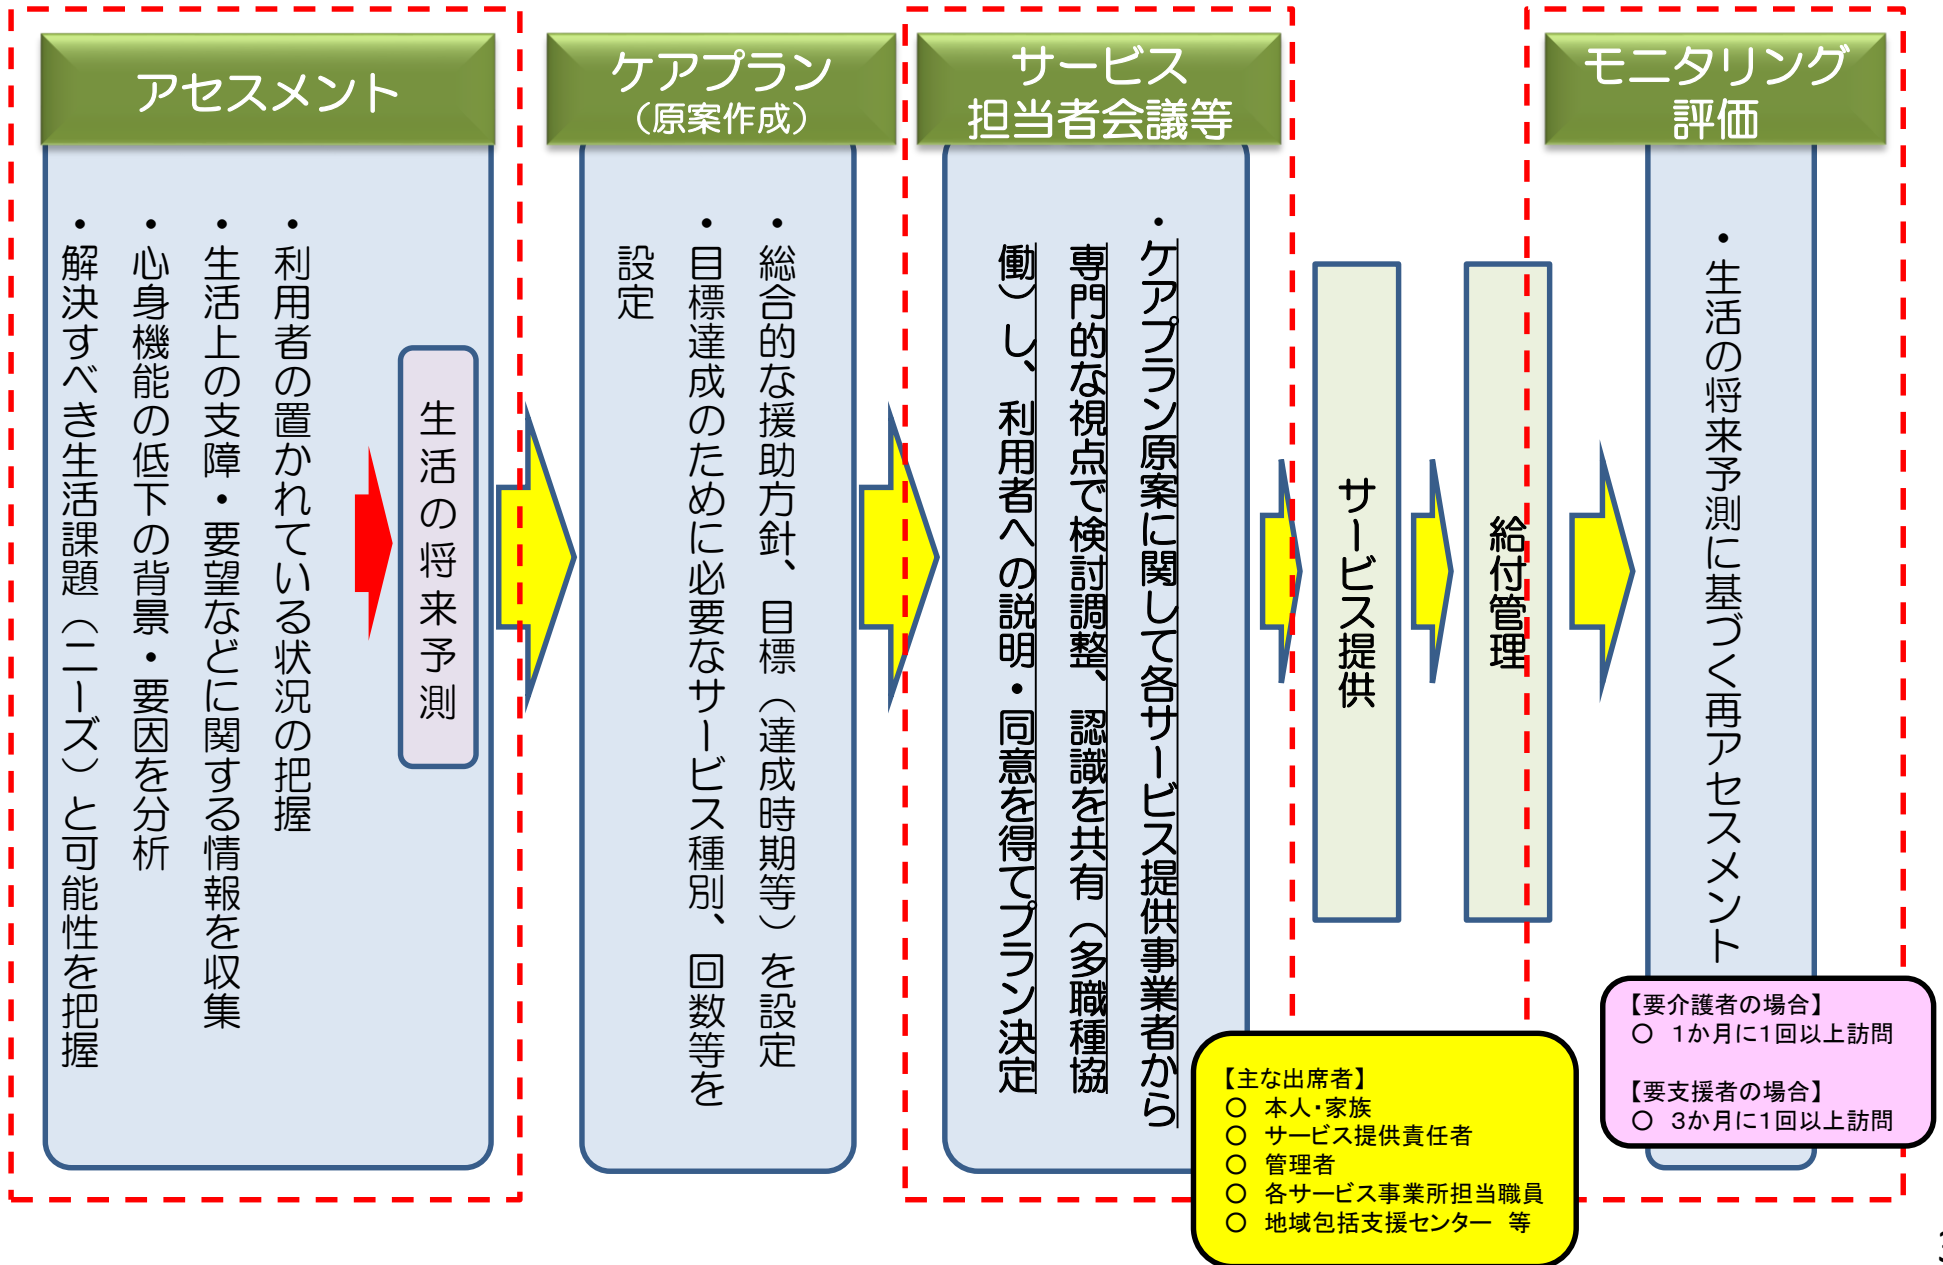 アセスメント
・利用者の置かれている状況の把握
・生活上の支障・要望などに関する情報を収集
・心身機能の低下の背景・要因を分析
・解決すべき生活課題（ニーズ）と可能性を把握
生活の将来予測
ケアプラン
（原案作成）
・総合的な援助方針、目標（達成時期等）を設定
・目標達成のために必要なサービス種別、回数等を
設定
サービス
担当者会議等
・ケアプラン原案に関して各サービス提供事業者から
専門的な視点で検討調整、認識を共有（多職種協
働）し、利用者への説明・同意を得てプラン決定
【主な出席者】
○ 本人・家族
○ サービス提供責任者
○ 管理者
○ 各サービス事業所担当職員
○ 地域包括支援センター 等
サービス提供
給付管理
モニタリング
評価
・生活の将来予測に基づく再アセスメント
【要介護者の場合】
○ 1か月に1回以上訪問
【要支援者の場合】
○ 3か月に1回以上訪問